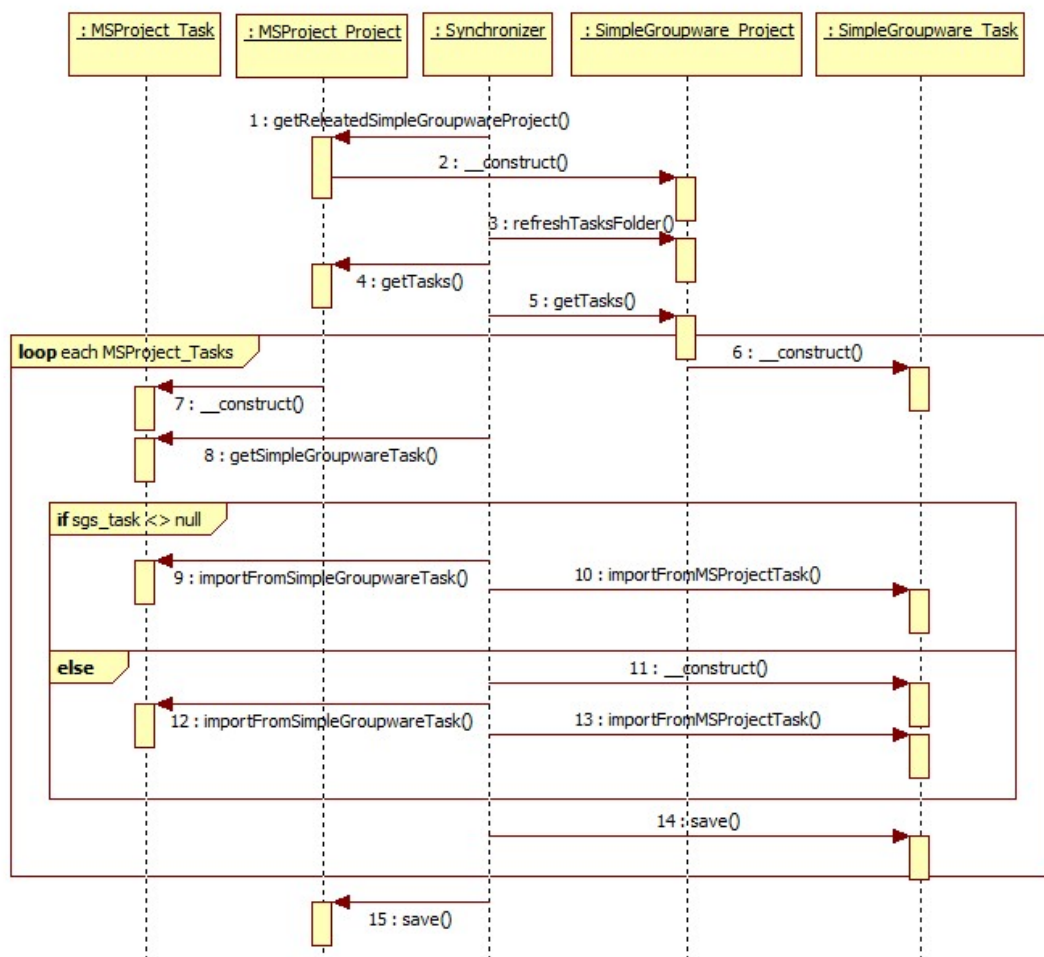 : MSProject_Task
: MSProject_Project
: Synchronizer
: SimpleGroupware_Project
: SimpleGroupware_Task
1 : getReleatedSimpleGroupwareProject()
2 : __construct()
3 : refreshTasksFolder()
4 : getTasks()
5 : getTasks()
loop each MSProject_Tasks
6 : __construct()
7 : __construct()
8 : getSimpleGroupwareTask()
if sgs_task <> null
9 : importFromSimpleGroupwareTask()
10 : importFromMSProjectTask()
else
11 : __construct()
12 : importFromSimpleGroupwareTask()
13 : importFromMSProjectTask()
14 : save()
15 : save()